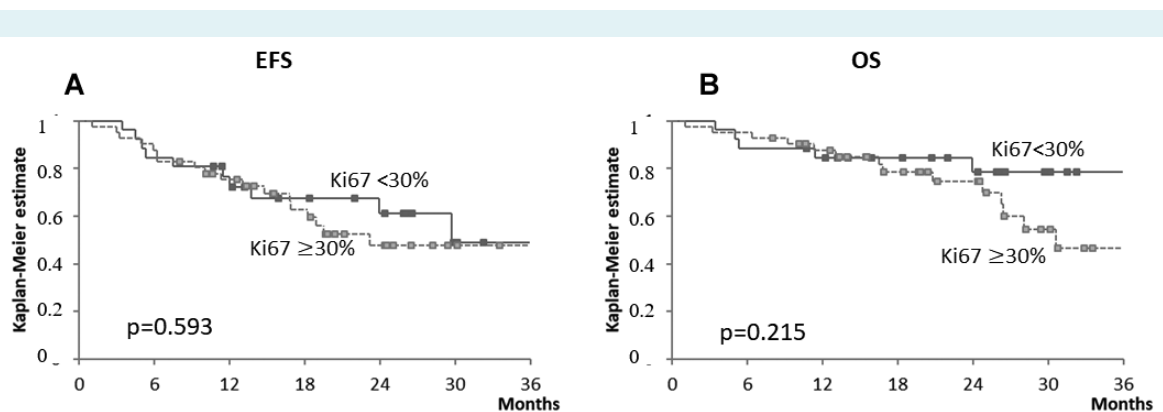 EFS
A
Kaplan-Meier estimate
1
0.8
0.6
0.4
0.2
0
Ki67 <30%
Ki67 ≥30%
p=0.593
0 6 12 18 24 30 36
Months
OS
B
Kaplan-Meier estimate
1
0.8
0.6
0.4
0.2
0
Ki67<30%
Ki67 ≥30%
p=0.215
0 6 12 18 24 30 36
Months